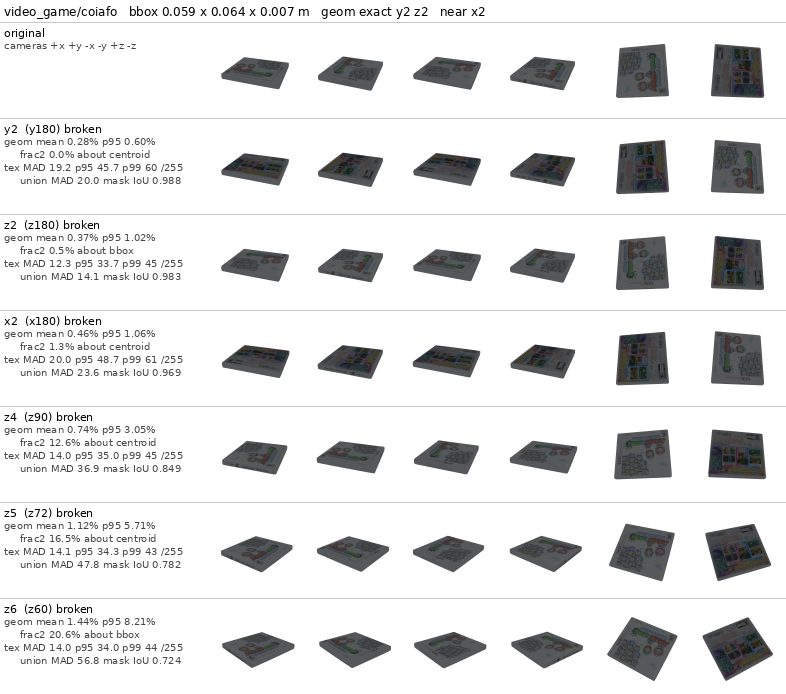 video_game/coiafo   bbox 0.059 x 0.064 x 0.007 m   geom exact y2 z2   near x2
original
cameras +x +y -x -y +z -z
y2  (y180) broken
geom mean 0.28% p95 0.60%
frac2 0.0% about centroid
tex MAD 19.2 p95 45.7 p99 60 /255
union MAD 20.0 mask IoU 0.988
z2  (z180) broken
geom mean 0.37% p95 1.02%
frac2 0.5% about bbox
tex MAD 12.3 p95 33.7 p99 45 /255
union MAD 14.1 mask IoU 0.983
x2  (x180) broken
geom mean 0.46% p95 1.06%
frac2 1.3% about centroid
tex MAD 20.0 p95 48.7 p99 61 /255
union MAD 23.6 mask IoU 0.969
z4  (z90) broken
geom mean 0.74% p95 3.05%
frac2 12.6% about centroid
tex MAD 14.0 p95 35.0 p99 45 /255
union MAD 36.9 mask IoU 0.849
z5  (z72) broken
geom mean 1.12% p95 5.71%
frac2 16.5% about centroid
tex MAD 14.1 p95 34.3 p99 43 /255
union MAD 47.8 mask IoU 0.782
z6  (z60) broken
geom mean 1.44% p95 8.21%
frac2 20.6% about bbox
tex MAD 14.0 p95 34.0 p99 44 /255
union MAD 56.8 mask IoU 0.724